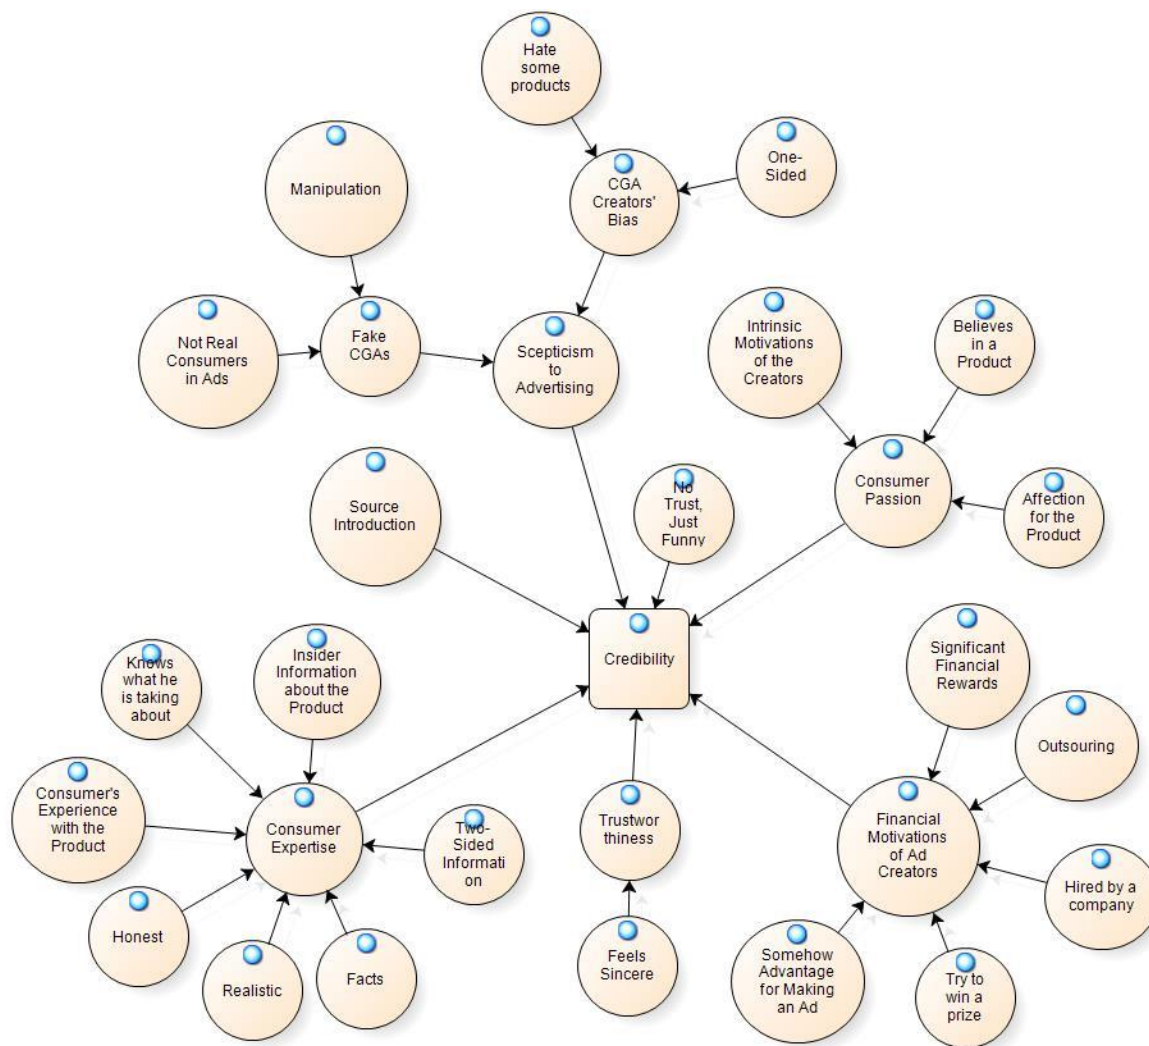 Hate
some
products
Manipulation
CGA
Creators'
Bias
One-
Sided
Not Real
Consumers
in Ads
Fake
CGAs
Scepticism
to
Advertising
Intrinsic
Motivations
of the
Creators
Believes
in a
Product
Source
Introduction
No
Trust,
Just
Funny
Consumer
Passion
Affection
for the
Product
Credibility
Knows
what he
is taking
about
Insider
Information
about the
Product
Significant
Financial
Rewards
Outsouring
Consumer's
Experience
with the
Product
Consumer
Expertise
Two-
Sided
Informati
on
Trustwor
thiness
Financial
Motivations
of Ad
Creators
Hired by a
company
Honest
Realistic
Facts
Feels
Sincere
Somehow
Advantage
for Making
an Ad
Try to
win a
prize